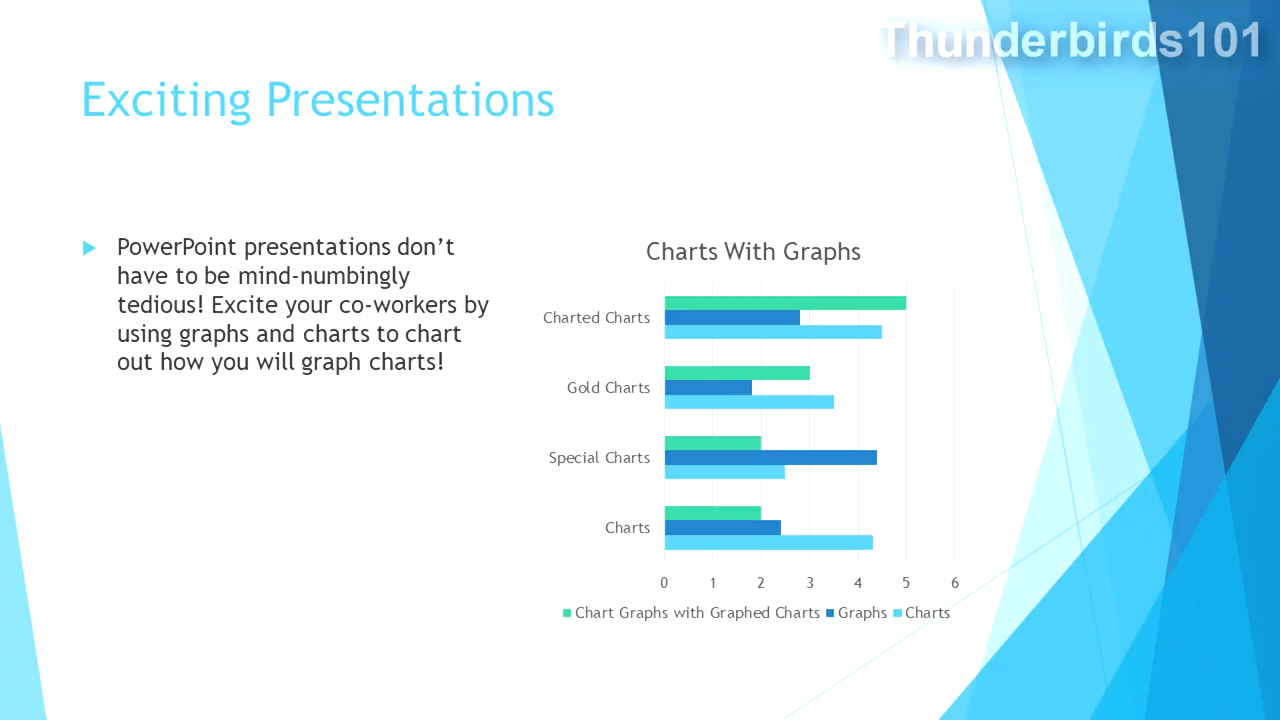 Thunderbirds101
Exciting Presentations
PowerPoint presentations don’t
have to be mind-numbingly
tedious! Excite your co-workers by
using graphs and charts to chart
out how you will graph charts!
Charts With Graphs
Charted Charts
Gold Charts
Special Charts
Charts
0 1 2 3 4 5 6
Chart Graphs with Graphed Charts Graphs Charts